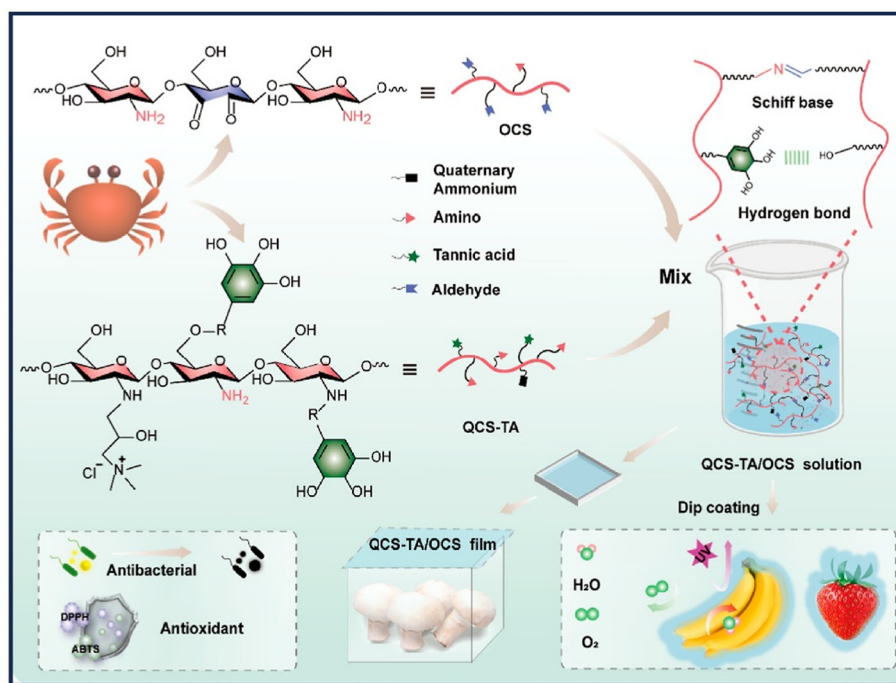 OH
OH
OH
O
O
O
O
O
O
O
HO
NH2
O
O
HO
NH2
≡
OCS
Quaternary
Ammonium
Amino
Tannic acid
Aldehyde
N
Schiff base
OH
OH
HO
HO
Hydrogen bond
Mix
OH
HO
OH
OH
R
O
OH
O
O
O
O
O
O
O
HO
NH
HO
NH2
HO
NH
≡
QCS-TA
OH
Cl⁻
N⁺
R
OH
HO
OH
QCS-TA/OCS solution
Dip coating
Antibacterial
DPPH
ABTS
Antioxidant
QCS-TA/OCS film
UV
H₂O
O₂